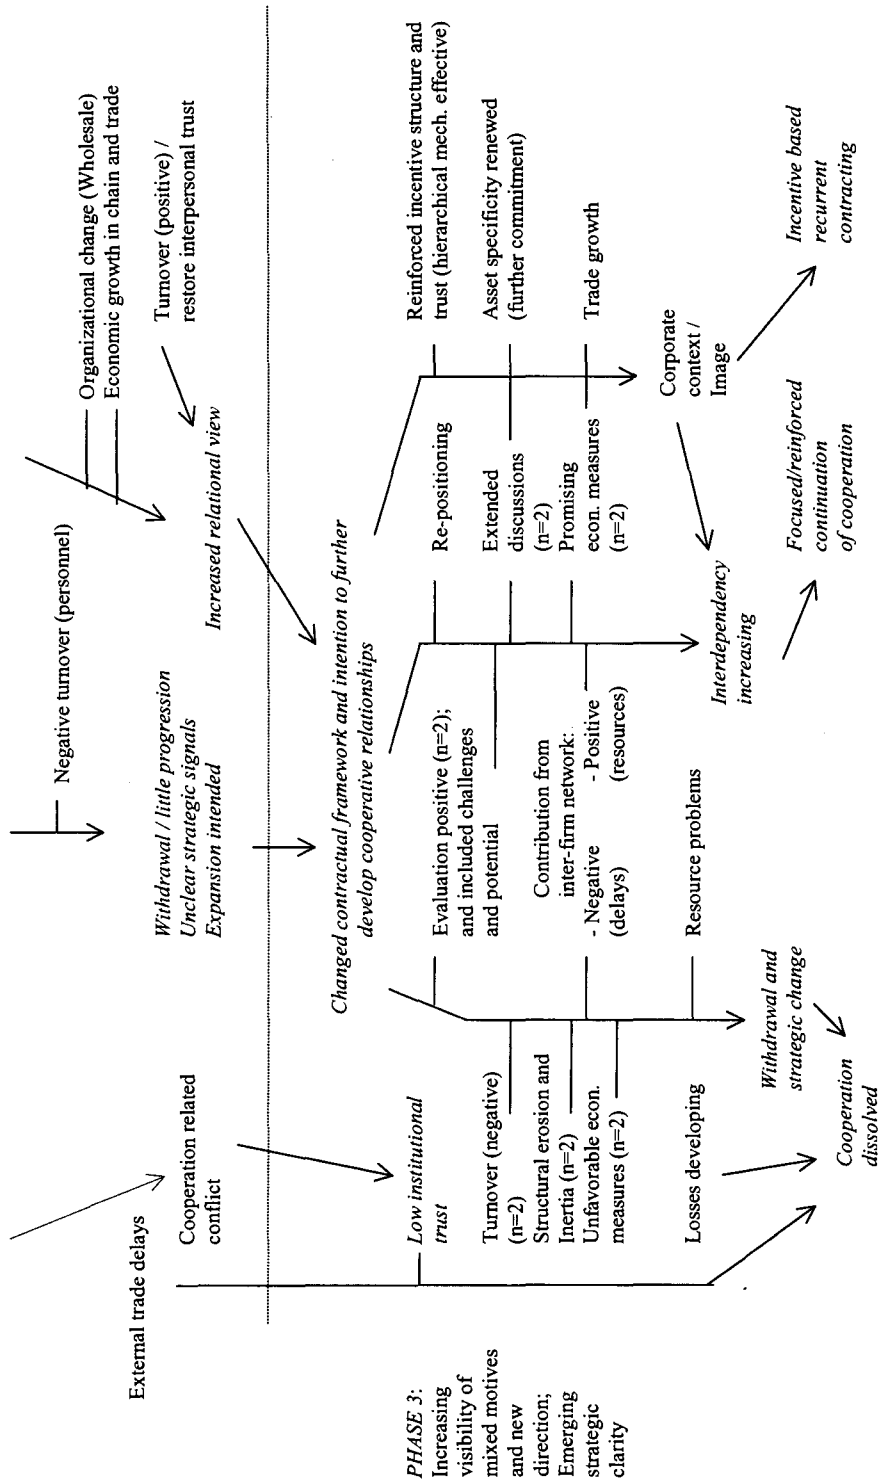 Negative turnover (personnel)
Organizational change (Wholesale)
Economic growth in chain and trade
External trade delays
Cooperation related
conflict
Withdrawal / little progression
Unclear strategic signals
Expansion intended
Increased relational view
Turnover (positive) /
restore interpersonal trust
PHASE 3:
Increasing
visibility of
mixed motives
and new
direction;
Emerging
strategic
clarity
Changed contractual framework and intention to further
develop cooperative relationships
Low institutional
trust
Turnover (negative)
(n=2)
Structural erosion and
Inertia (n=2)
Unfavorable econ.
measures (n=2)
Losses developing
Evaluation positive (n=2);
and included challenges
and potential
Contribution from
inter-firm network:
- Negative
(delays)
- Positive
(resources)
Resource problems
Re-positioning
Extended
discussions
(n=2)
Promising
econ. measures
(n=2)
Reinforced incentive structure and
trust (hierarchical mech. effective)
Asset specificity renewed
(further commitment)
Trade growth
Withdrawal and
strategic change
Interdependency
increasing
Corporate
context /
Image
Cooperation
dissolved
Focused/reinforced
continuation
of cooperation
Incentive based
recurrent
contracting